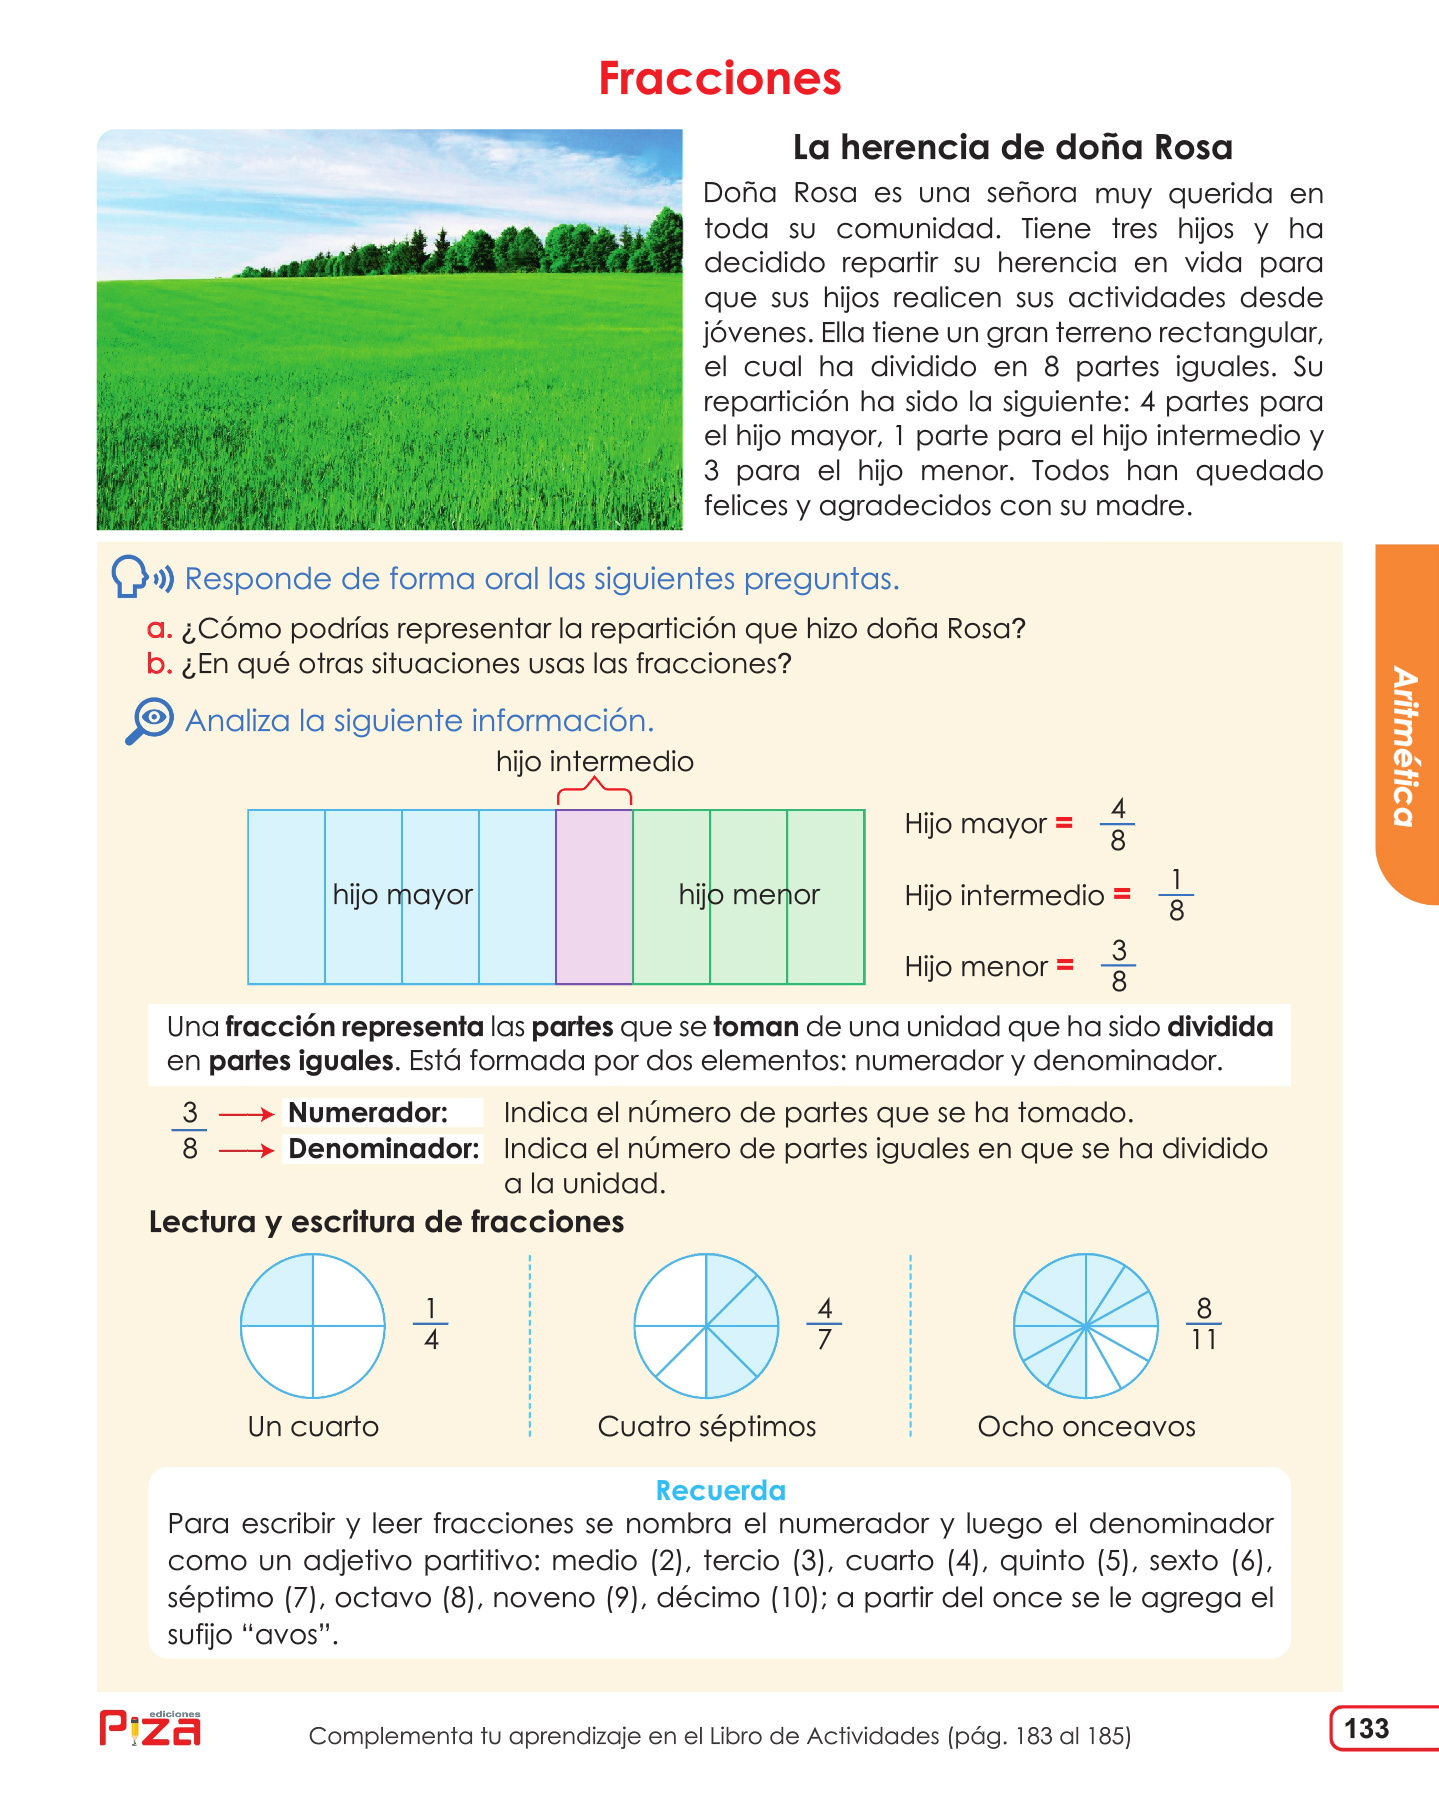 Fracciones
La herencia de doña Rosa
Doña Rosa es una señora muy querida en
toda su comunidad. Tiene tres hijos y ha
decidido repartir su herencia en vida para
que sus hijos realicen sus actividades desde
jóvenes. Ella tiene un gran terreno rectangular,
el cual ha dividido en 8 partes iguales. Su
repartición ha sido la siguiente: 4 partes para
el hijo mayor, 1 parte para el hijo intermedio y
3 para el hijo menor. Todos han quedado
felices y agradecidos con su madre.
Responde de forma oral las siguientes preguntas.
a. ¿Cómo podrías representar la repartición que hizo doña Rosa?
b. ¿En qué otras situaciones usas las fracciones?
Analiza la siguiente información.
hijo intermedio
hijo mayor
hijo menor
Hijo mayor = 4/8
Hijo intermedio = 1/8
Hijo menor = 3/8
Una fracción representa las partes que se toman de una unidad que ha sido dividida
en partes iguales. Está formada por dos elementos: numerador y denominador.
3 Numerador: Indica el número de partes que se ha tomado.
8 Denominador: Indica el número de partes iguales en que se ha dividido
a la unidad.
Lectura y escritura de fracciones
1/4
Un cuarto
4/7
Cuatro séptimos
8/11
Ocho onceavos
Recuerda
Para escribir y leer fracciones se nombra el numerador y luego el denominador
como un adjetivo partitivo: medio (2), tercio (3), cuarto (4), quinto (5), sexto (6),
séptimo (7), octavo (8), noveno (9), décimo (10); a partir del once se le agrega el
sufijo “avos”.
Aritmética
ediciones
Piza
Complementa tu aprendizaje en el Libro de Actividades (pág. 183 al 185)
133